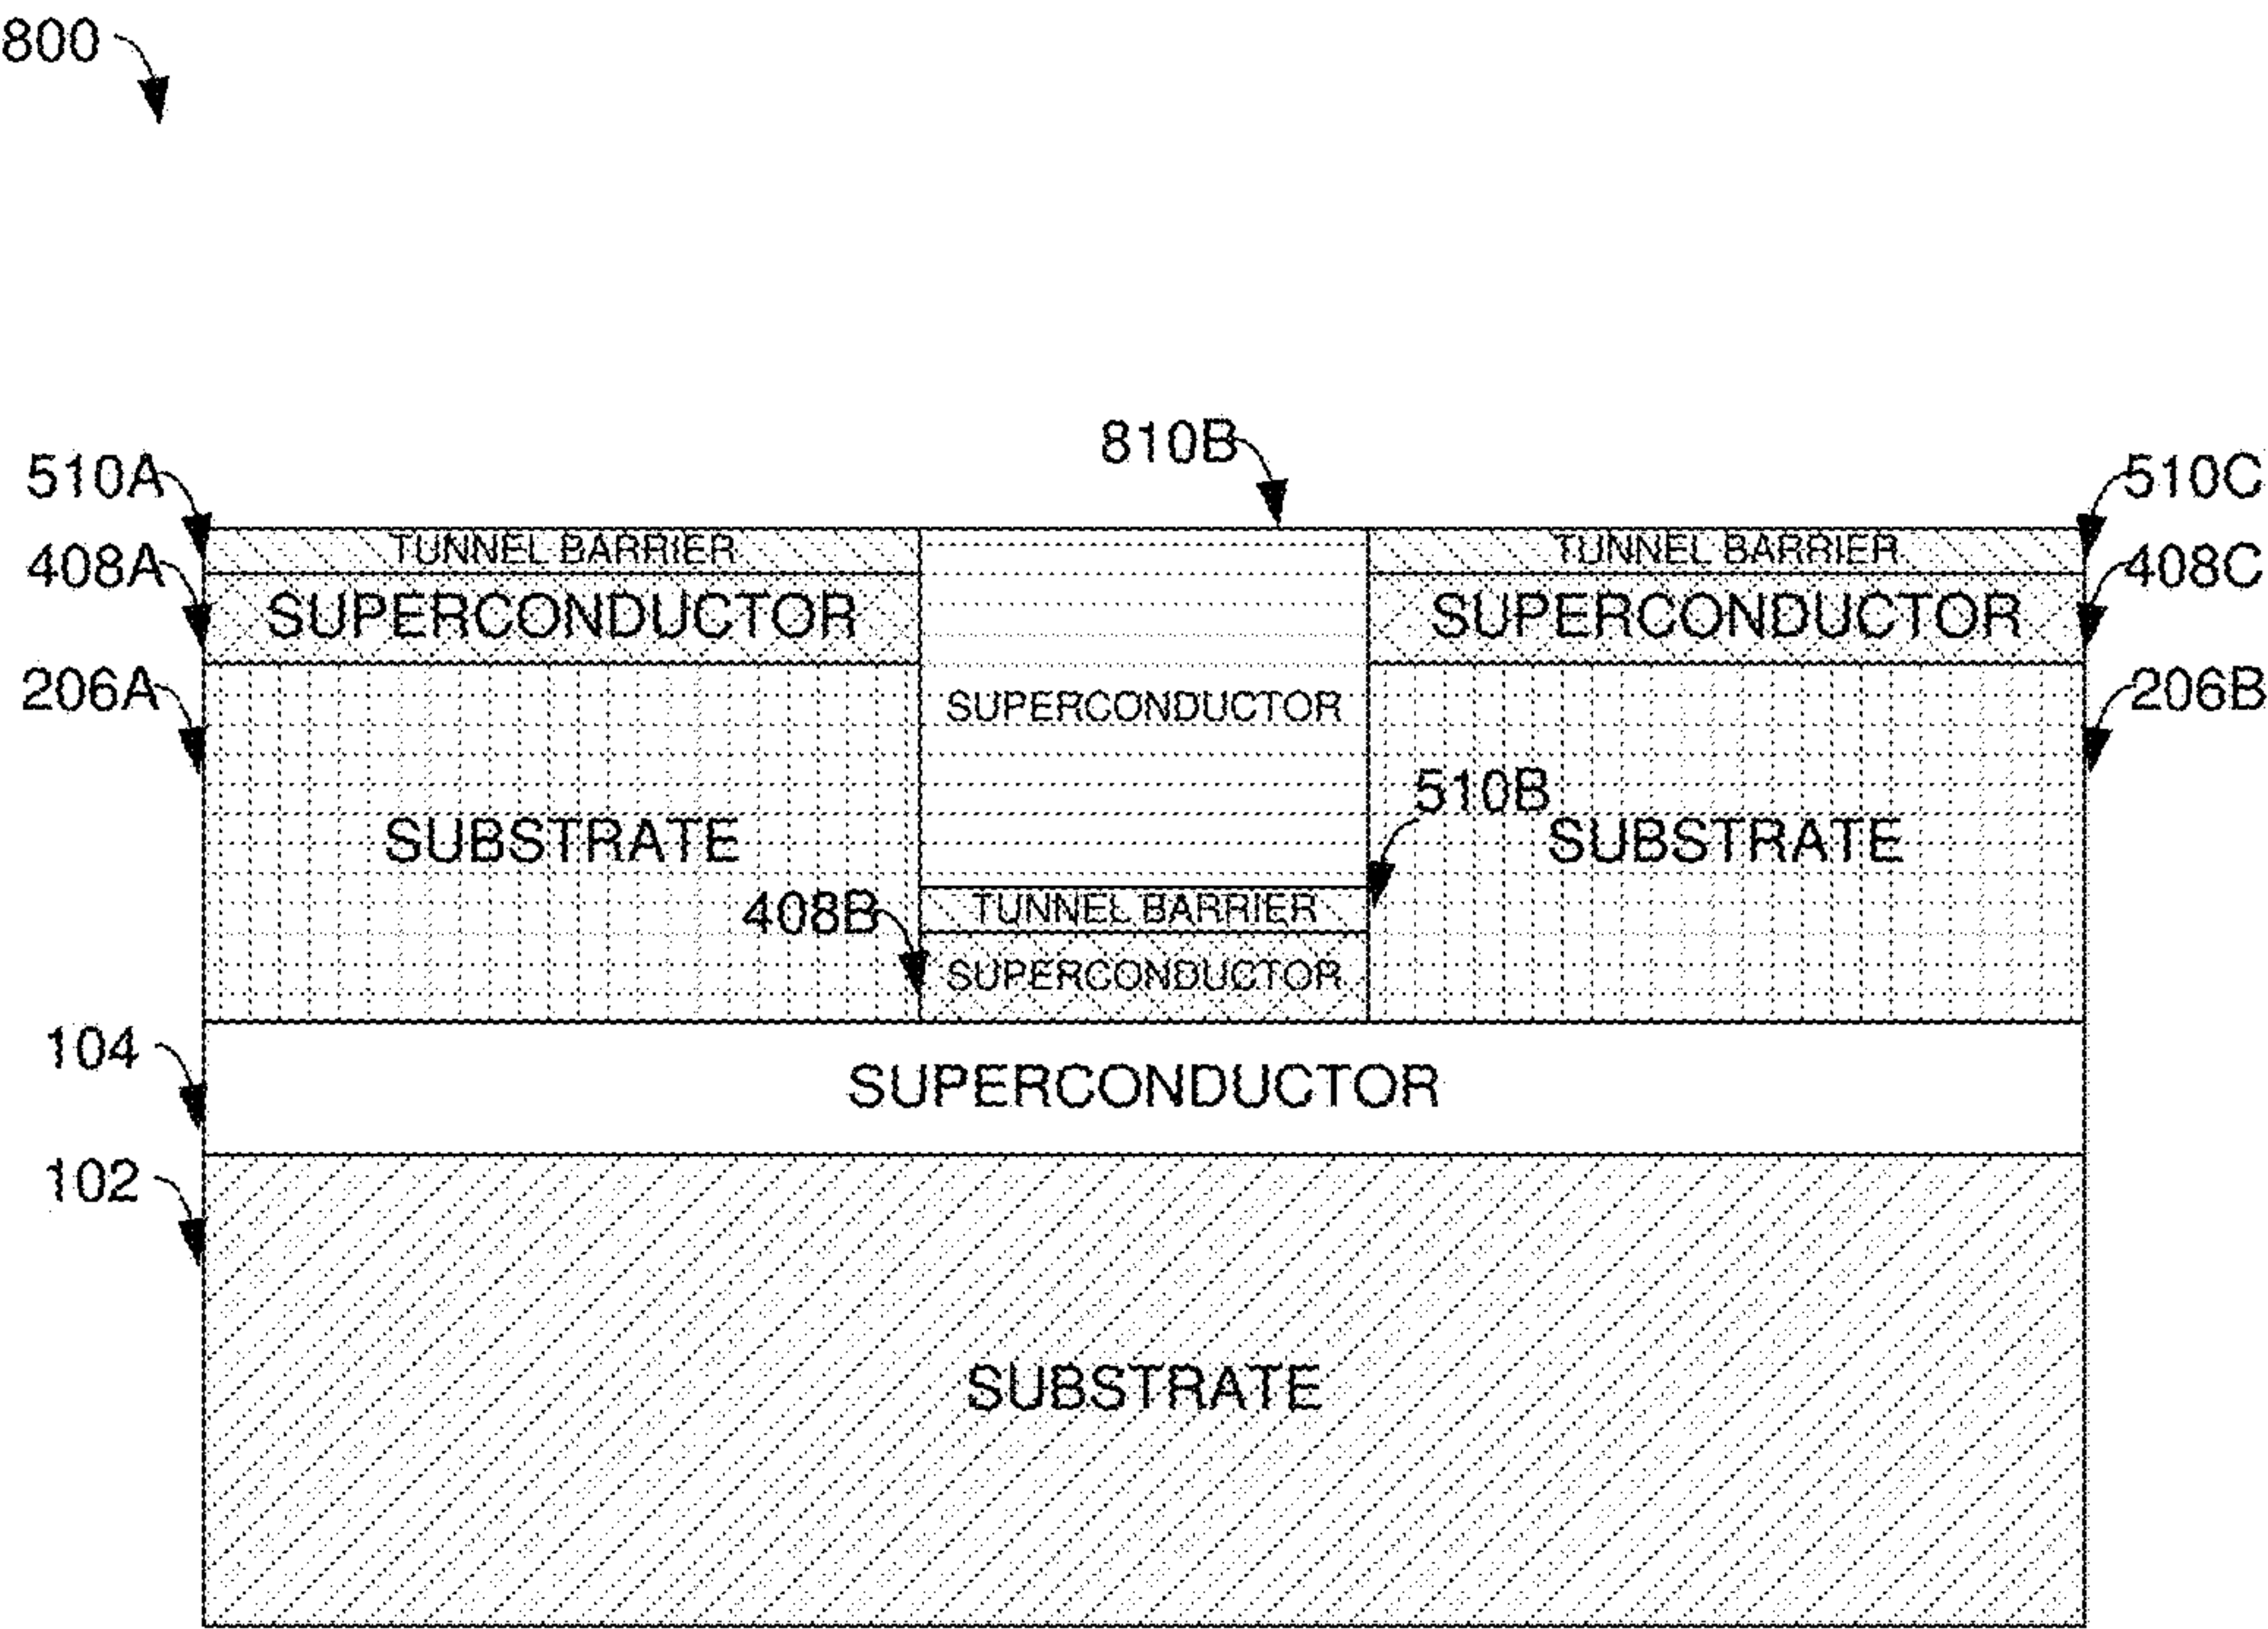 800
810B
510A
510C
TUNNEL BARRIER
TUNNEL BARRIER
408A
408C
SUPERCONDUCTOR
SUPERCONDUCTOR
206A
206B
SUPERCONDUCTOR
510B
SUBSTRATE
SUBSTRATE
408B
TUNNEL BARRIER
SUPERCONDUCTOR
104
SUPERCONDUCTOR
102
SUBSTRATE